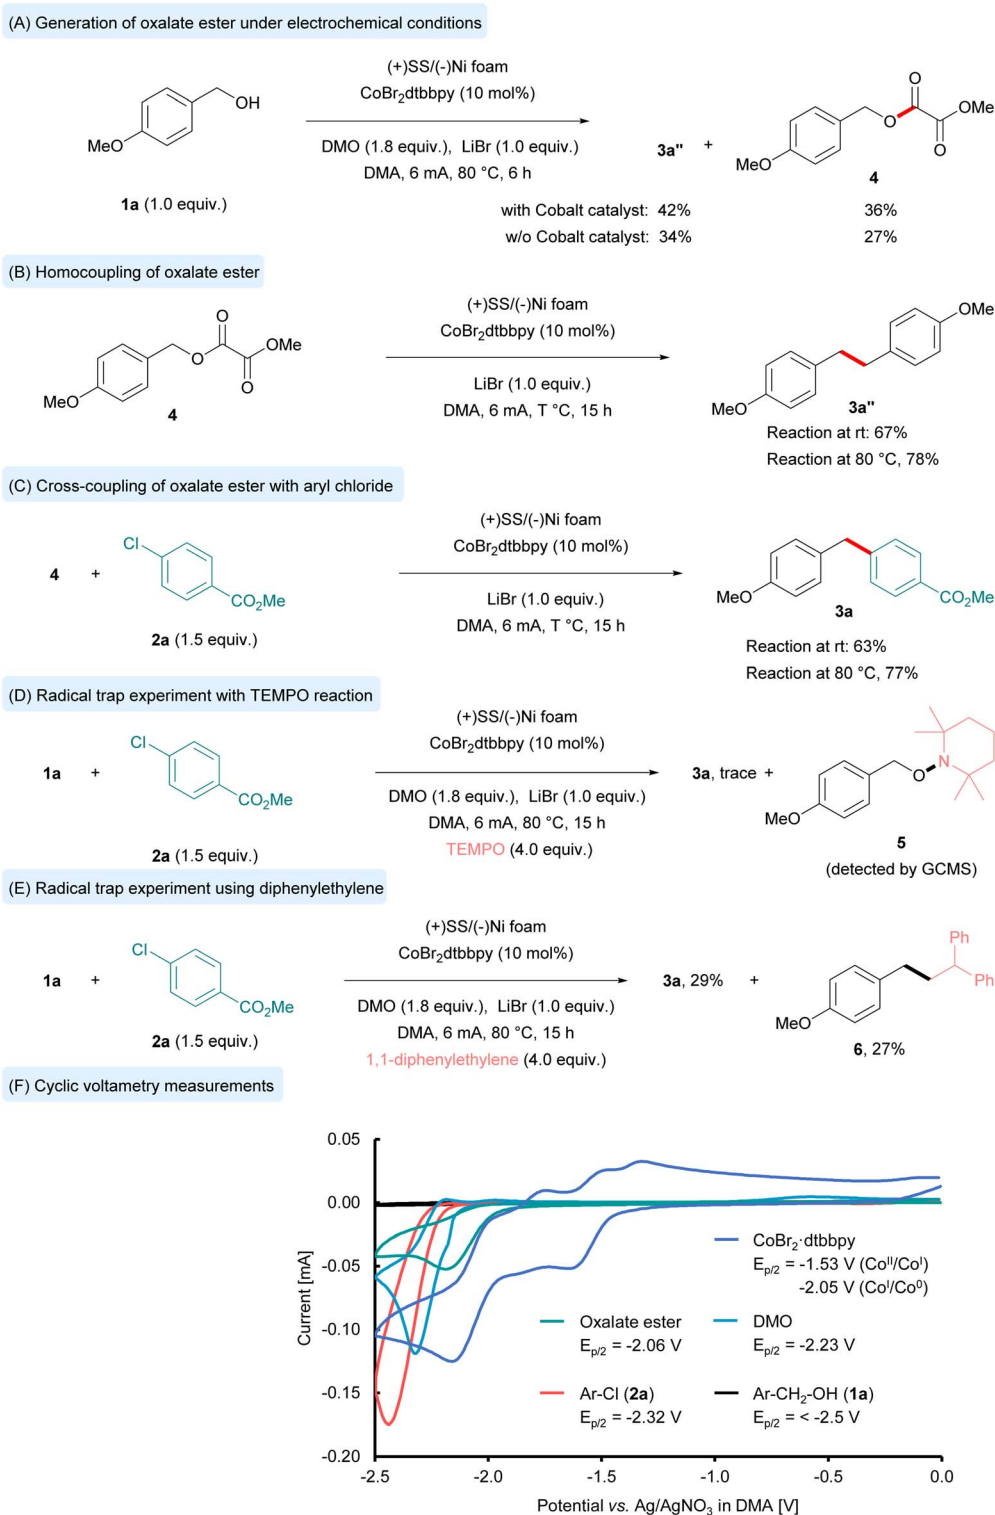 (A) Generation of oxalate ester under electrochemical conditions
(+)SS/(-)Ni foam
CoBr₂dtbbpy (10 mol%)
OH
MeO
1a (1.0 equiv.)
DMO (1.8 equiv.), LiBr (1.0 equiv.)
DMA, 6 mA, 80 °C, 6 h
3a"
+
O
O
OMe
O
MeO
4
with Cobalt catalyst: 42%
36%
w/o Cobalt catalyst: 34%
27%
(B) Homocoupling of oxalate ester
O
O
OMe
O
MeO
4
(+)SS/(-)Ni foam
CoBr₂dtbbpy (10 mol%)
LiBr (1.0 equiv.)
DMA, 6 mA, T °C, 15 h
OMe
MeO
3a"
Reaction at rt: 67%
Reaction at 80 °C, 78%
(C) Cross-coupling of oxalate ester with aryl chloride
4
+
Cl
CO₂Me
2a (1.5 equiv.)
(+)SS/(-)Ni foam
CoBr₂dtbbpy (10 mol%)
LiBr (1.0 equiv.)
DMA, 6 mA, T °C, 15 h
MeO
CO₂Me
3a
Reaction at rt: 63%
Reaction at 80 °C, 77%
(D) Radical trap experiment with TEMPO reaction
1a
+
Cl
CO₂Me
2a (1.5 equiv.)
(+)SS/(-)Ni foam
CoBr₂dtbbpy (10 mol%)
DMO (1.8 equiv.), LiBr (1.0 equiv.)
DMA, 6 mA, 80 °C, 15 h
TEMPO (4.0 equiv.)
3a, trace +
O
N
MeO
5
(detected by GCMS)
(E) Radical trap experiment using diphenylethylene
1a
+
Cl
CO₂Me
2a (1.5 equiv.)
(+)SS/(-)Ni foam
CoBr₂dtbbpy (10 mol%)
DMO (1.8 equiv.), LiBr (1.0 equiv.)
DMA, 6 mA, 80 °C, 15 h
1,1-diphenylethylene (4.0 equiv.)
3a, 29%
+
Ph
Ph
MeO
6, 27%
(F) Cyclic voltametry measurements
Current [mA]
0.05
0.00
-0.05
-0.10
-0.15
-0.20
CoBr₂·dtbbpy
E_{p/2} = -1.53 V (Co^{II}/Co^{I})
-2.05 V (Co^{I}/Co⁰)
Oxalate ester
E_{p/2} = -2.06 V
DMO
E_{p/2} = -2.23 V
Ar-Cl (2a)
E_{p/2} = -2.32 V
Ar-CH₂-OH (1a)
E_{p/2} = < -2.5 V
-2.5
-2.0
-1.5
-1.0
-0.5
0.0
Potential vs. Ag/AgNO₃ in DMA [V]